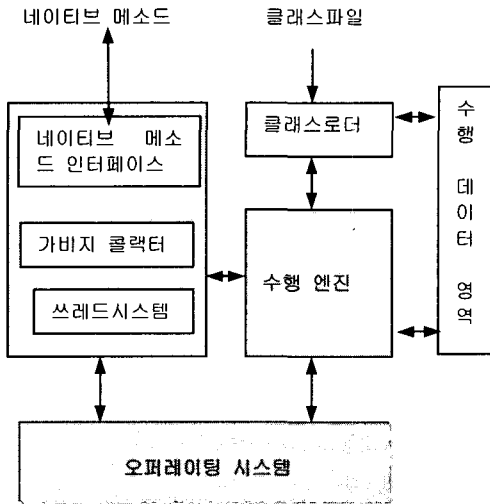 네이티브 메소드
클래스파일
네이티브 메소
드 인터페이스
가비지 콜랙터
쓰레드시스템
클래스로더
수행 엔진
수
행
데
이
터
영
역
오퍼레이팅 시스템